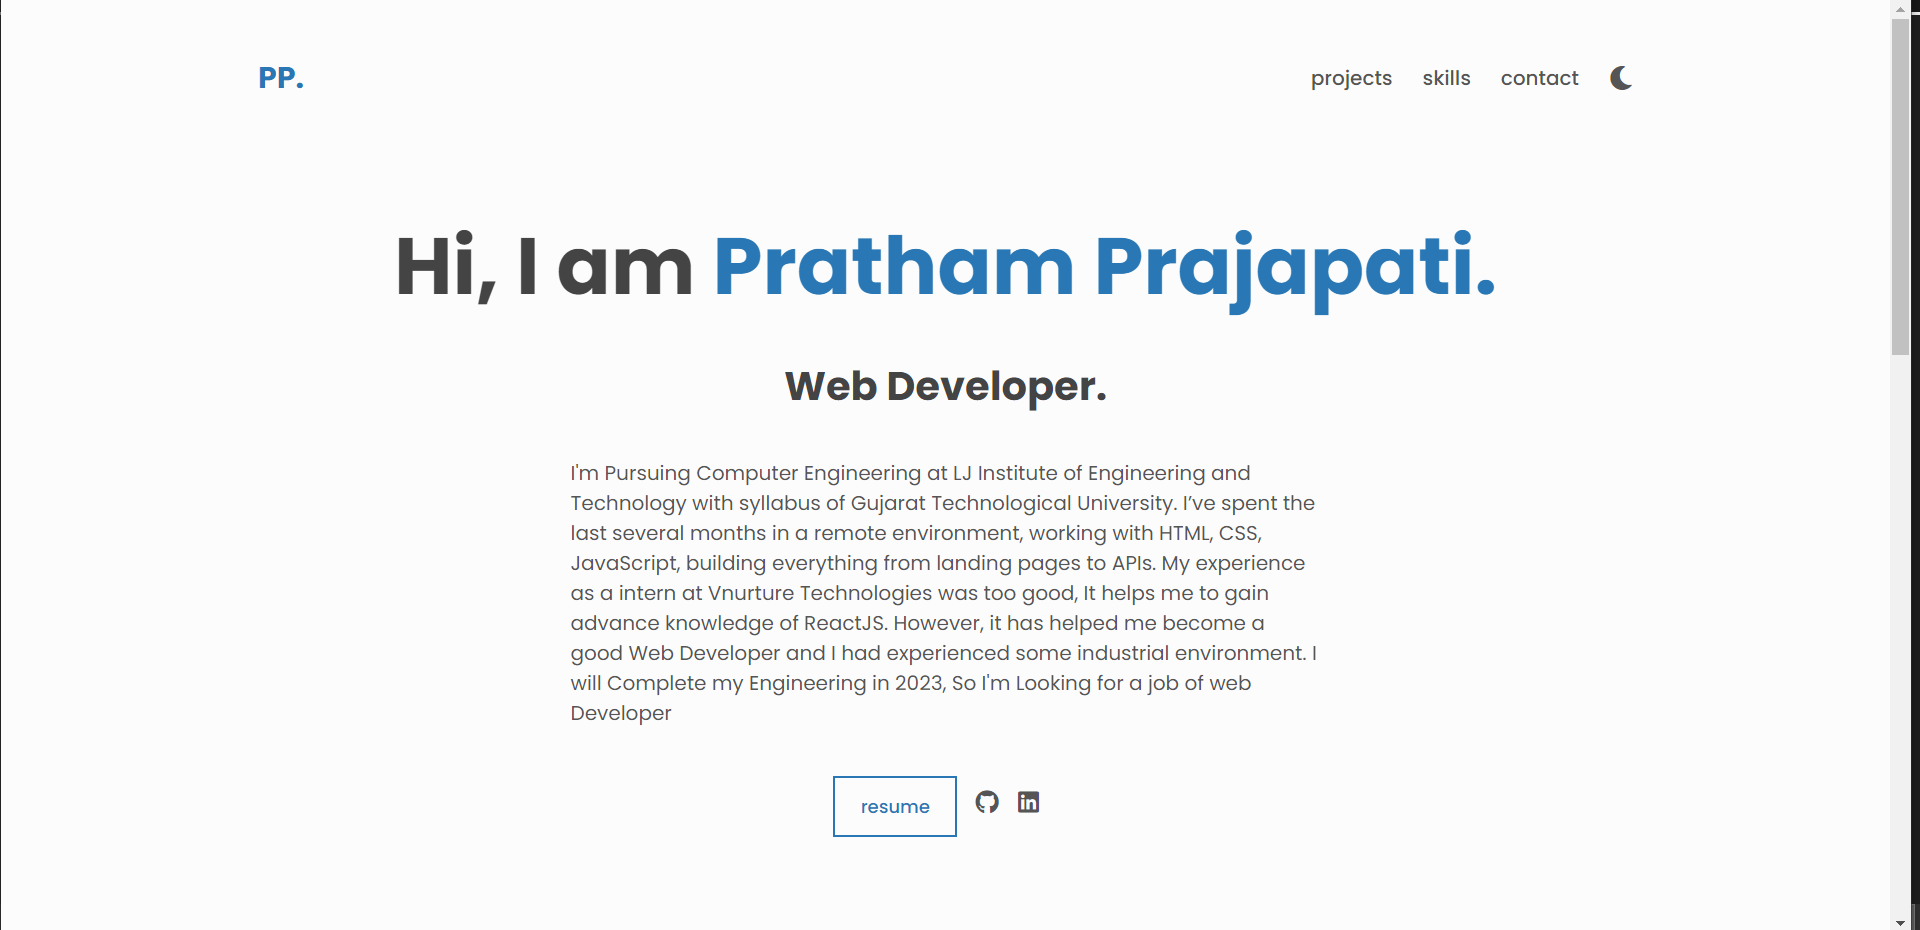 PP.
projects skills contact
Hi, I am Pratham Prajapati.
Web Developer.
I'm Pursuing Computer Engineering at LJ Institute of Engineering and
Technology with syllabus of Gujarat Technological University. I’ve spent the
last several months in a remote environment, working with HTML, CSS,
JavaScript, building everything from landing pages to APIs. My experience
as a intern at Vnurture Technologies was too good, It helps me to gain
advance knowledge of ReactJS. However, it has helped me become a
good Web Developer and I had experienced some industrial environment. I
will Complete my Engineering in 2023, So I'm Looking for a job of web
Developer
resume
in